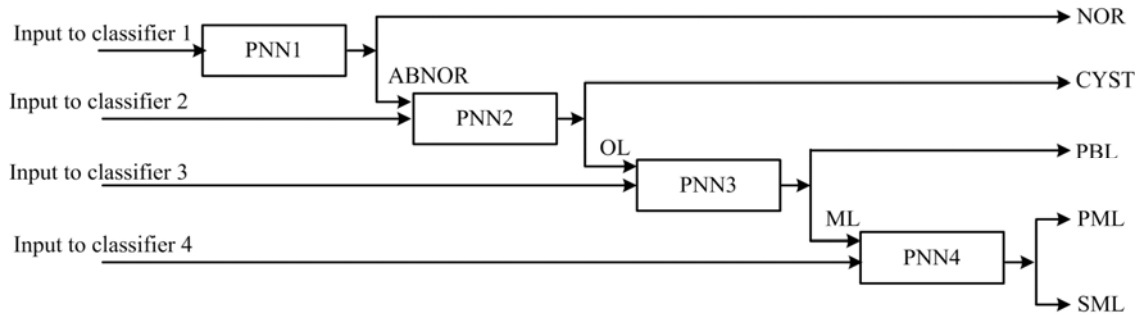 Input to classifier 1
PNN1
NOR
ABNOR
Input to classifier 2
PNN2
CYST
OL
Input to classifier 3
PNN3
PBL
ML
Input to classifier 4
PNN4
PML
SML